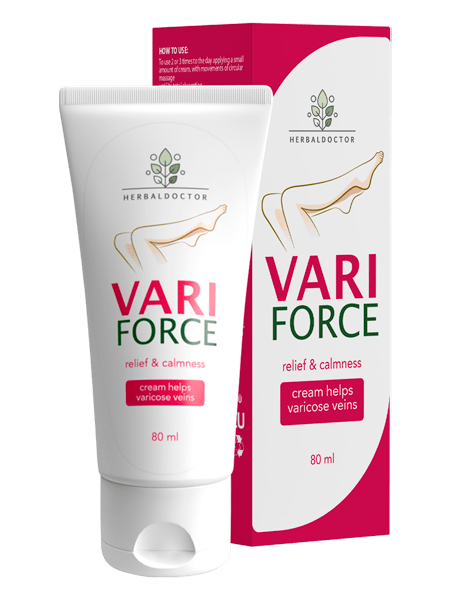 HOW TO USE:
To use 2 or 3 times to the day applying a small
amount of cream, with movements of circular
massage
HERBALDOCTOR
VARI
FORCE
relief & calmness
cream helps
varicose veins
80 ml
HERBALDOCTOR
VARI
FORCE
relief & calmness
cream helps
varicose veins
80 ml